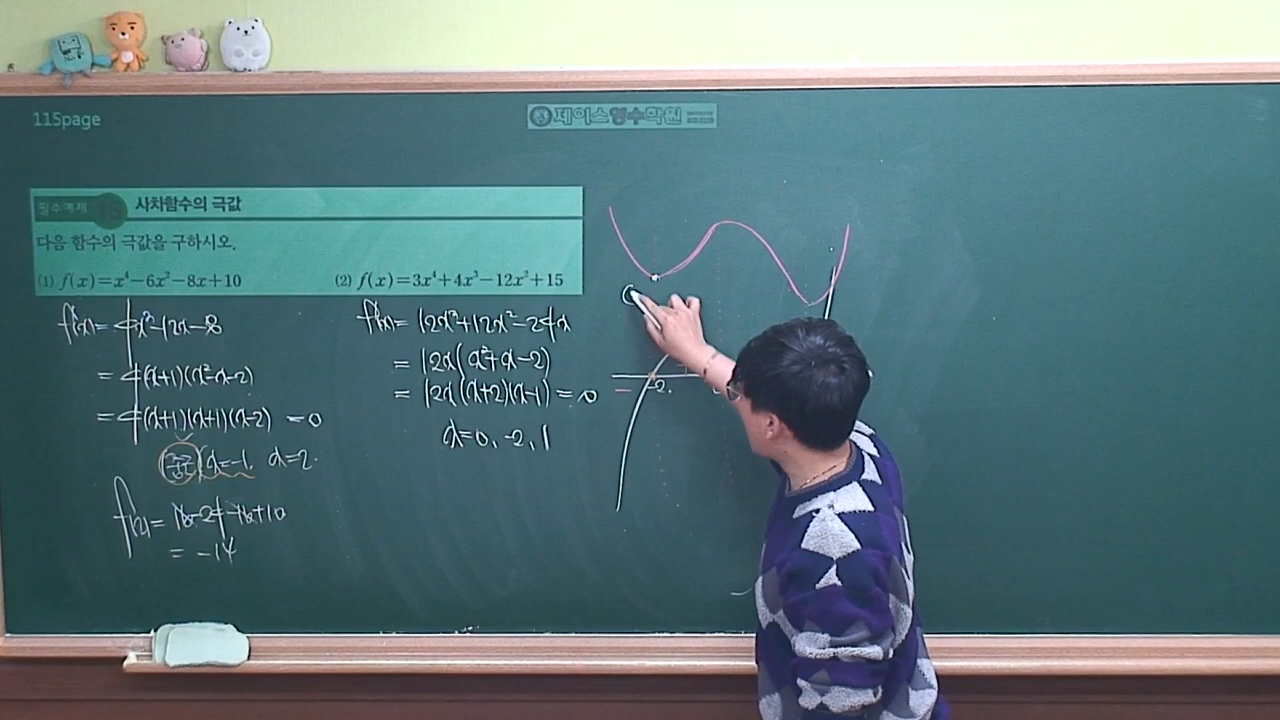 115page
제이스영수학원
필수예제 15 사차함수의 극값
다음 함수의 극값을 구하시오.
(1) f(x)=x⁴−6x²−8x+10
(2) f(x)=3x⁴+4x³−12x²+15
f'(x)= 4x³−12x−8
= 4(x+1)(x²−x−2)
= 4(x+1)(x+1)(x−2) =0
(중근) x=−1, x=2.
f(2)= 16−24−16+10
= −14
f'(x)= 12x³+12x²−24x
= 12x(x²+x−2)
= 12x(x+2)(x−1)=0
x=0, −2, 1
−2.